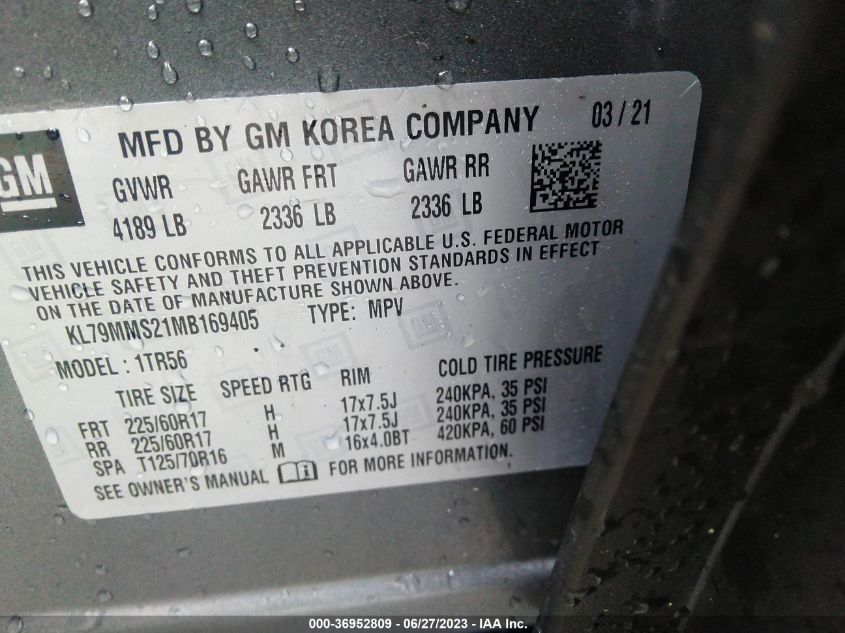 MFD BY GM KOREA COMPANY 03 / 21
GM
GVWR GAWR FRT GAWR RR
4189 LB 2336 LB 2336 LB
THIS VEHICLE CONFORMS TO ALL APPLICABLE U.S. FEDERAL MOTOR
VEHICLE SAFETY AND THEFT PREVENTION STANDARDS IN EFFECT
ON THE DATE OF MANUFACTURE SHOWN ABOVE.
KL79MMS21MB169405 TYPE: MPV
MODEL : 1TR56
TIRE SIZE SPEED RTG RIM COLD TIRE PRESSURE
FRT 225/60R17 H 17x7.5J 240KPA, 35 PSI
RR 225/60R17 H 17x7.5J 240KPA, 35 PSI
SPA T125/70R16 M 16x4.0BT 420KPA, 60 PSI
SEE OWNER'S MANUAL FOR MORE INFORMATION.
000-36952809 / 06/27/2023 - IAA Inc.